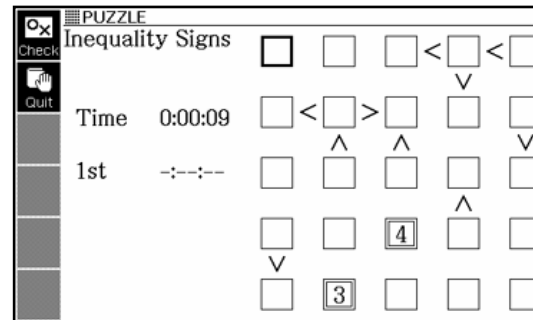 PUZZLE
Check
Inequality Signs
< <
∨
Quit
< >
Time 0:00:09
∧ ∧ ∨
1st -:--:--
∧
4
∨
3